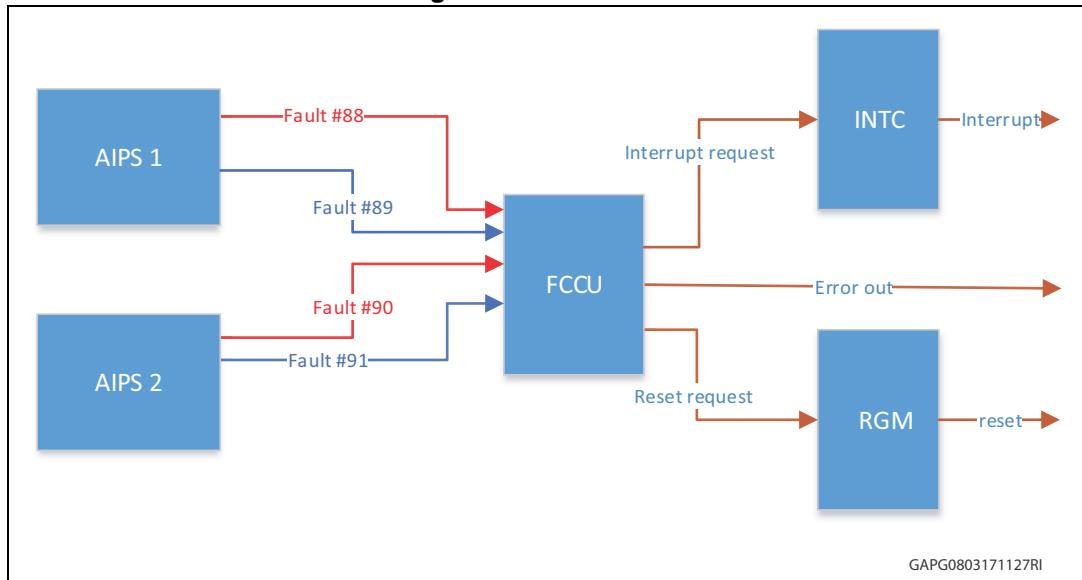 AIPS 1
Fault #88
Fault #89
AIPS 2
Fault #90
Fault #91
FCCU
Interrupt request
INTC
Interrupt
Error out
Reset request
RGM
reset
GAPG0803171127RI